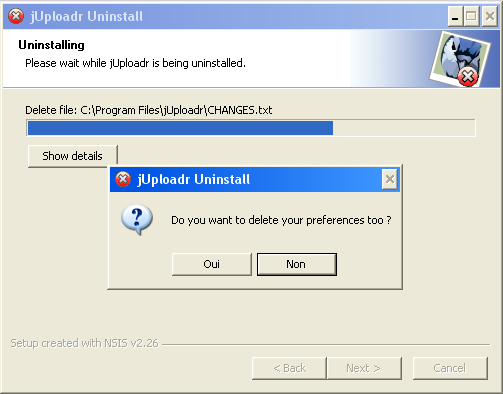 jUploadr Uninstall
Uninstalling
Please wait while jUploadr is being uninstalled.
Delete file: C:\Program Files\jUploadr\CHANGES.txt
Show details
jUploadr Uninstall
Do you want to delete your preferences too ?
Oui
Non
Setup created with NSIS v2.26
< Back
Next >
Cancel